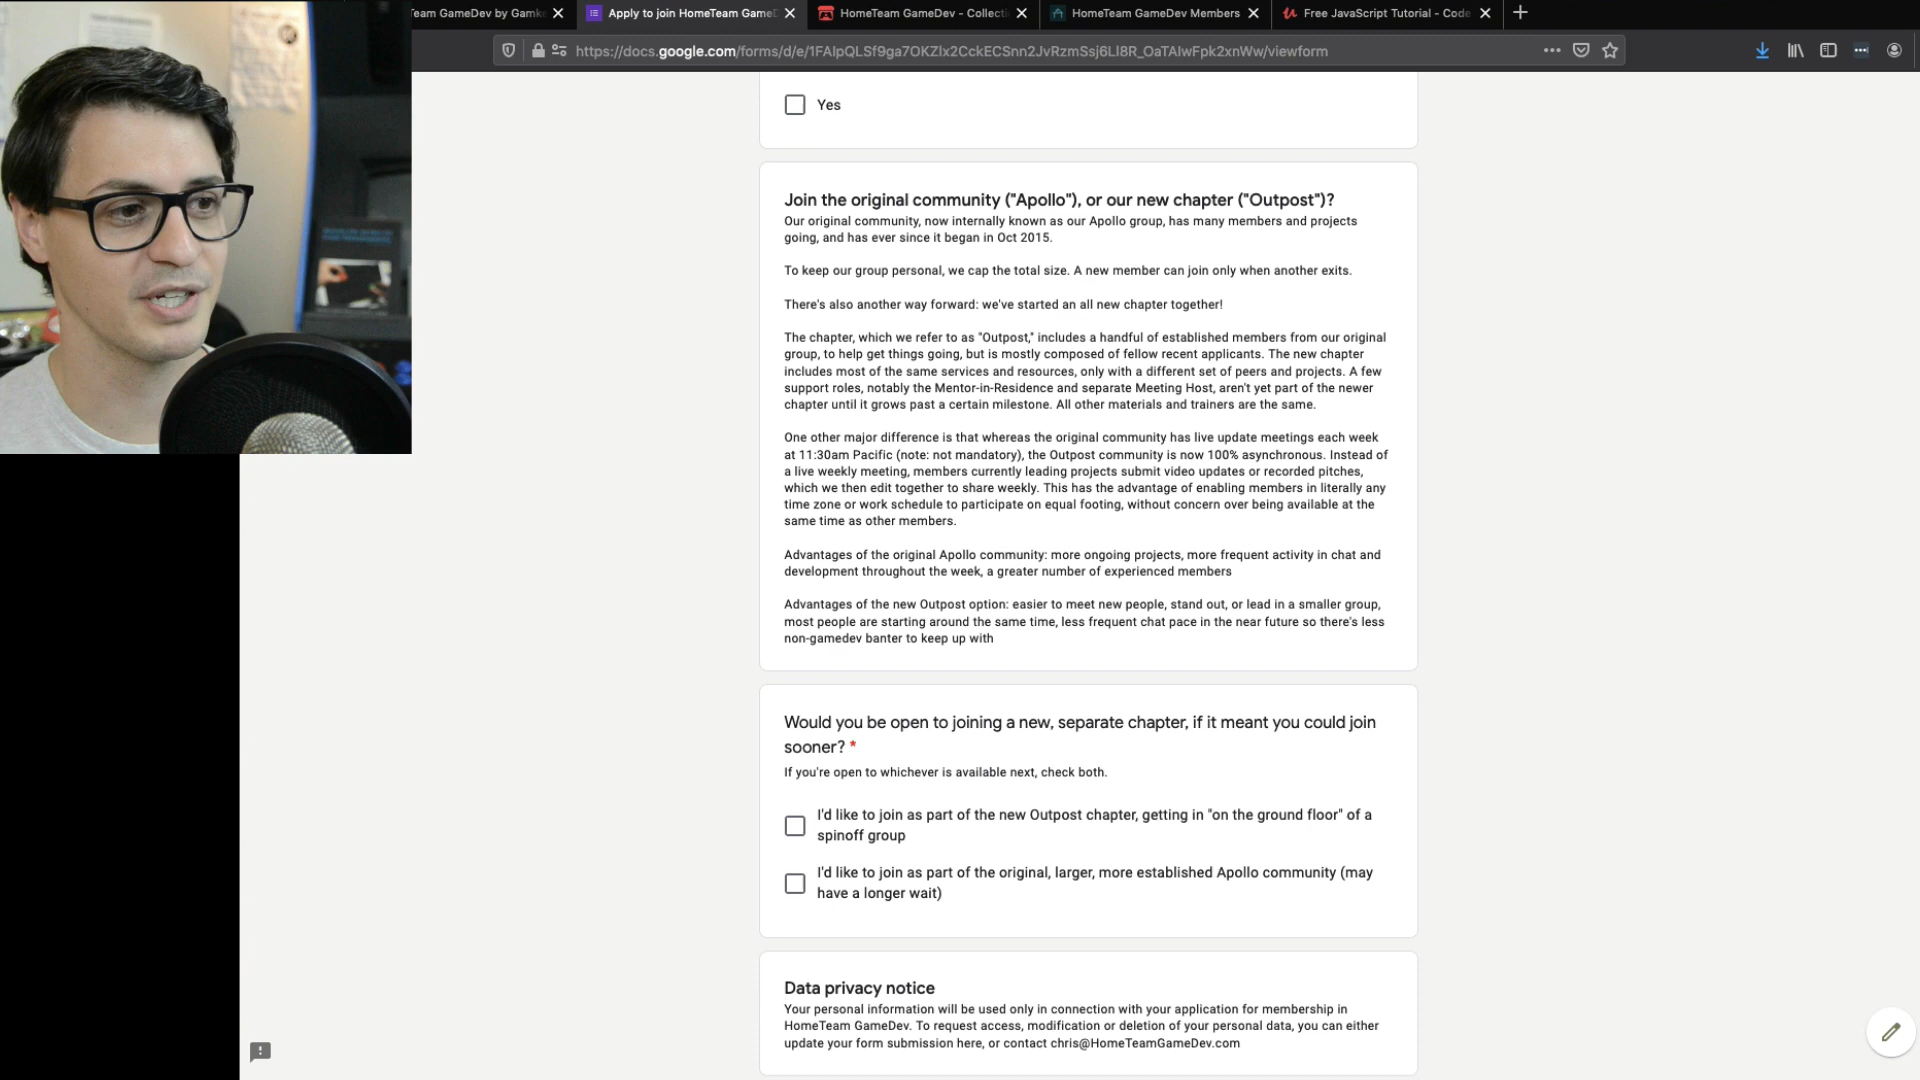 Team GameDev by Gamk
Apply to join HomeTeam GameD
HomeTeam GameDev - Collecti
HomeTeam GameDev Members
Free JavaScript Tutorial - Code
https://docs.google.com/forms/d/e/1FAIpQLSf9ga7OKZlx2CckECSnn2JvRzmSsj6Ll8R_OaTAIwFpk2xnWw/viewform
Yes
Join the original community ("Apollo"), or our new chapter ("Outpost")?
Our original community, now internally known as our Apollo group, has many members and projects
going, and has ever since it began in Oct 2015.
To keep our group personal, we cap the total size. A new member can join only when another exits.
There's also another way forward: we've started an all new chapter together!
The chapter, which we refer to as "Outpost," includes a handful of established members from our original
group, to help get things going, but is mostly composed of fellow recent applicants. The new chapter
includes most of the same services and resources, only with a different set of peers and projects. A few
support roles, notably the Mentor-in-Residence and separate Meeting Host, aren't yet part of the newer
chapter until it grows past a certain milestone. All other materials and trainers are the same.
One other major difference is that whereas the original community has live update meetings each week
at 11:30am Pacific (note: not mandatory), the Outpost community is now 100% asynchronous. Instead of
a live weekly meeting, members currently leading projects submit video updates or recorded pitches,
which we then edit together to share weekly. This has the advantage of enabling members in literally any
time zone or work schedule to participate on equal footing, without concern over being available at the
same time as other members.
Advantages of the original Apollo community: more ongoing projects, more frequent activity in chat and
development throughout the week, a greater number of experienced members
Advantages of the new Outpost option: easier to meet new people, stand out, or lead in a smaller group,
most people are starting around the same time, less frequent chat pace in the near future so there's less
non-gamedev banter to keep up with
Would you be open to joining a new, separate chapter, if it meant you could join
sooner? *
If you're open to whichever is available next, check both.
I'd like to join as part of the new Outpost chapter, getting in "on the ground floor" of a
spinoff group
I'd like to join as part of the original, larger, more established Apollo community (may
have a longer wait)
Data privacy notice
Your personal information will be used only in connection with your application for membership in
HomeTeam GameDev. To request access, modification or deletion of your personal data, you can either
update your form submission here, or contact chris@HomeTeamGameDev.com